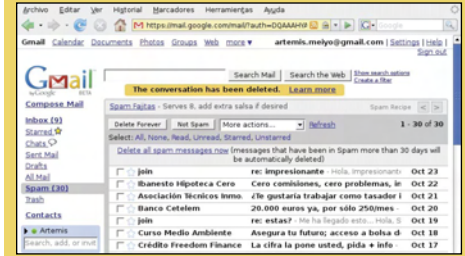 Archivo Editar Ver Historial Marcadores Herramientas Ayuda
https://mail.google.com/mail/?auth=DQAAAHW
Google
Gmail Calendar Documents Photos Groups Web more ▼ artemis.melyo@gmail.com | Settings | Help |
Sign out
Gmail
by Google BETA
Search Mail Search the Web Show search options
Create a filter
The conversation has been deleted. Learn more
Compose Mail
Inbox (9)
Starred
Chats
Sent Mail
Drafts
All Mail
Spam (30)
Trash
Contacts
Artemis
Search, add, or invit
Spam Fajitas - Serves 8, add extra salsa if desired Spam Recipe < >
Delete Forever Not Spam More actions... Refresh 1 - 30 of 30
Select: All, None, Read, Unread, Starred, Unstarred
Delete all spam messages now (messages that have been in Spam more than 30 days will
be automatically deleted)
join re: impresionante - Hola, Impresionant Oct 23
Ibanesto Hipoteca Cero Cero comisiones, cero problemas, in Oct 22
Asociación Técnicos Inmo. ¿Te gustaría trabajar como tasador i Oct 21
Banco Cetelem 20.000 euros ya, por sólo 250/mes - Oct 20
join re: estas? - Me ha llegado esto... Hola, S Oct 19
Curso Medio Ambiente Asegura tu futuro; acceso a bolsa d Oct 18
Crédito Freedom Finance La cifra la pone usted, pida + info - Oct 17